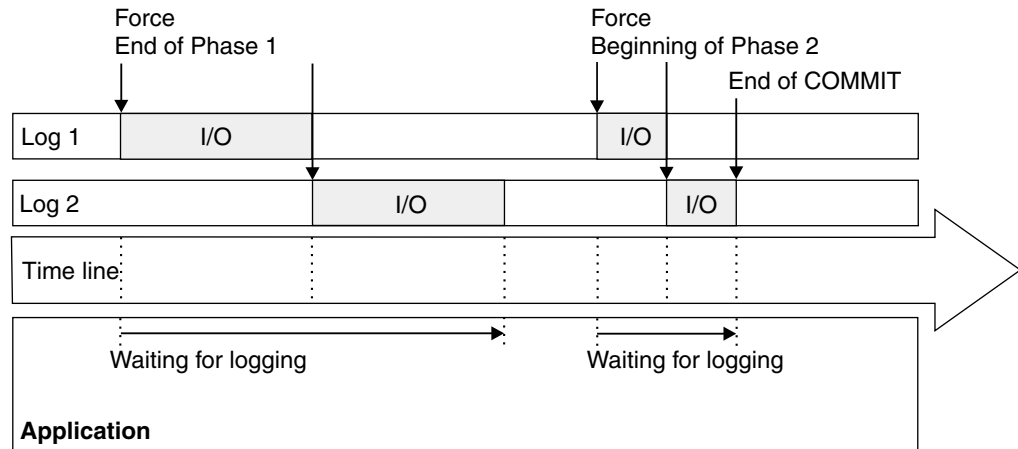 Force
End of Phase 1
Force
Beginning of Phase 2
End of COMMIT
Log 1
I/O
I/O
Log 2
I/O
I/O
Time line
Waiting for logging
Waiting for logging
Application